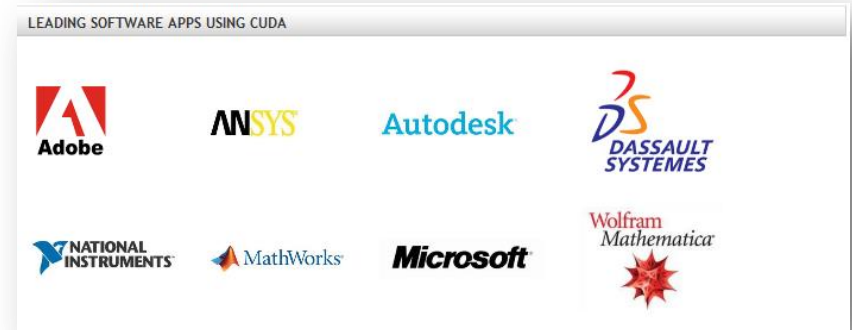 LEADING SOFTWARE APPS USING CUDA
Adobe
ANSYS
Autodesk
DASSAULT
SYSTEMES
NATIONAL
INSTRUMENTS
MathWorks
Microsoft
Wolfram
Mathematica